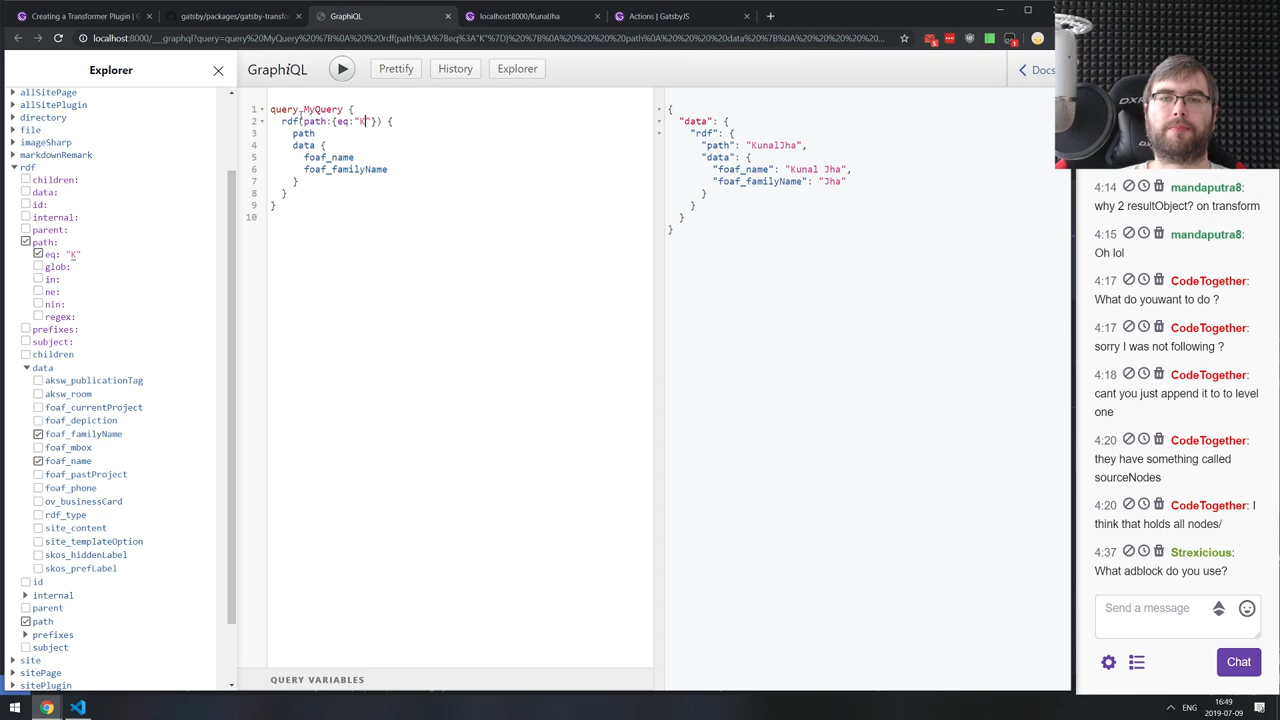 Creating a Transformer Plugin | G
gatsby/packages/gatsby-transform
GraphiQL
localhost:8000/KunalJha
Actions | GatsbyJS
localhost:8000/___graphql?query=query%20MyQuery%20%7B%0A%20%20rdf(path%3A%7Beq%3A"K"%7D)%20%7B%0A%20%20%20%20path%0A%20%20%20%20data%20%7B%0A%20%20%20...
Explorer
GraphiQL
Prettify
History
Explorer
Docs
allSitePage
allSitePlugin
directory
file
imageSharp
markdownRemark
rdf
children:
data:
id:
internal:
parent:
path:
eq: "K"
glob:
in:
ne:
nin:
regex:
prefixes:
subject:
children
data
aksw_publicationTag
aksw_room
foaf_currentProject
foaf_depiction
foaf_familyName
foaf_mbox
foaf_name
foaf_pastProject
foaf_phone
ov_businessCard
rdf_type
site_content
site_templateOption
skos_hiddenLabel
skos_prefLabel
id
internal
parent
path
prefixes
subject
site
sitePage
sitePlugin
1 query MyQuery {
2 rdf(path:{eq:"K"}) {
3 path
4 data {
5 foaf_name
6 foaf_familyName
7 }
8 }
9 }
10
QUERY VARIABLES
{
"data": {
"rdf": {
"path": "KunalJha",
"data": {
"foaf_name": "Kunal Jha",
"foaf_familyName": "Jha"
}
}
}
}
DXR
4:14 mandaputra8:
why 2 resultObject? on transform
4:15 mandaputra8:
Oh lol
4:17 CodeTogether:
What do youwant to do ?
4:17 CodeTogether:
sorry I was not following ?
4:18 CodeTogether:
cant you just append it to to level
one
4:20 CodeTogether:
they have something called
sourceNodes
4:20 CodeTogether: I
think that holds all nodes/
4:37 Strexicious:
What adblock do you use?
Send a message
Chat
ENG
16:49
2019-07-09